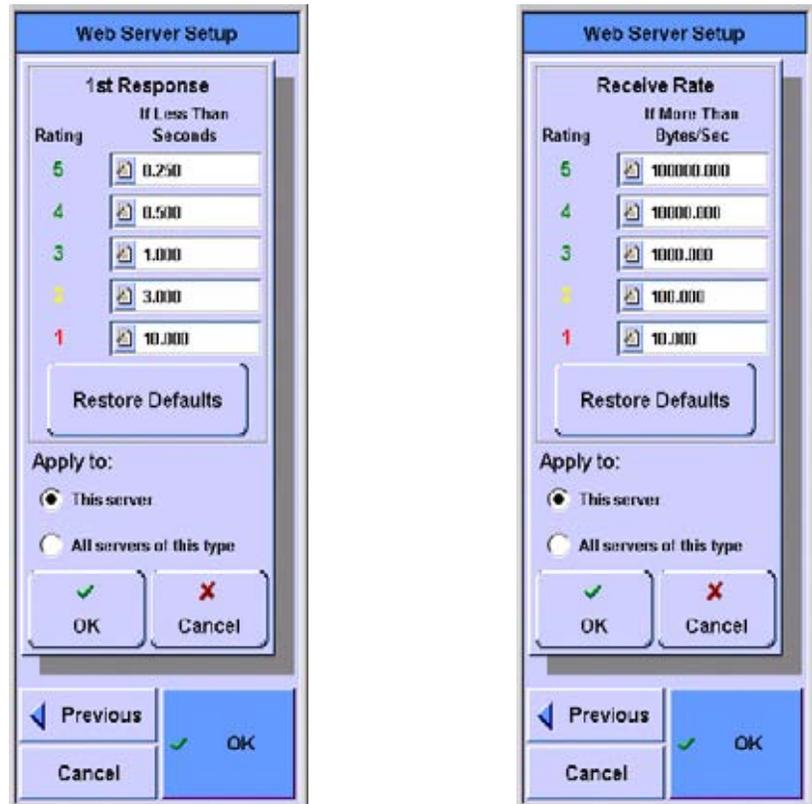 Web Server Setup
1st Response
If Less Than
Rating Seconds
5 0.250
4 0.500
3 1.000
2 3.000
1 10.000
Restore Defaults
Apply to:
This server
All servers of this type
OK Cancel
Previous
OK
Cancel
Web Server Setup
Receive Rate
If More Than
Rating Bytes/Sec
5 100000.000
4 10000.000
3 1000.000
2 100.000
1 10.000
Restore Defaults
Apply to:
This server
All servers of this type
OK Cancel
Previous
OK
Cancel